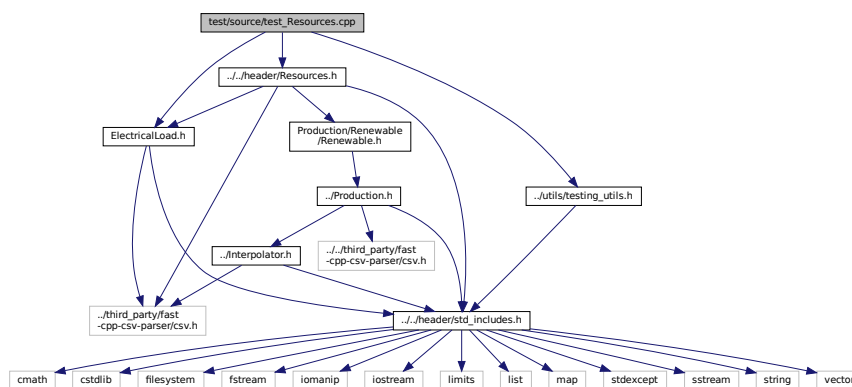 test/source/test_Resources.cpp
../../header/Resources.h
ElectricalLoad.h
Production/Renewable
/Renewable.h
../Production.h
../utils/testing_utils.h
../Interpolator.h
../../third_party/fast
-cpp-csv-parser/csv.h
../third_party/fast
-cpp-csv-parser/csv.h
../../header/std_includes.h
cmath
cstdlib
filesystem
fstream
iomanip
iostream
limits
list
map
stdexcept
sstream
string
vector